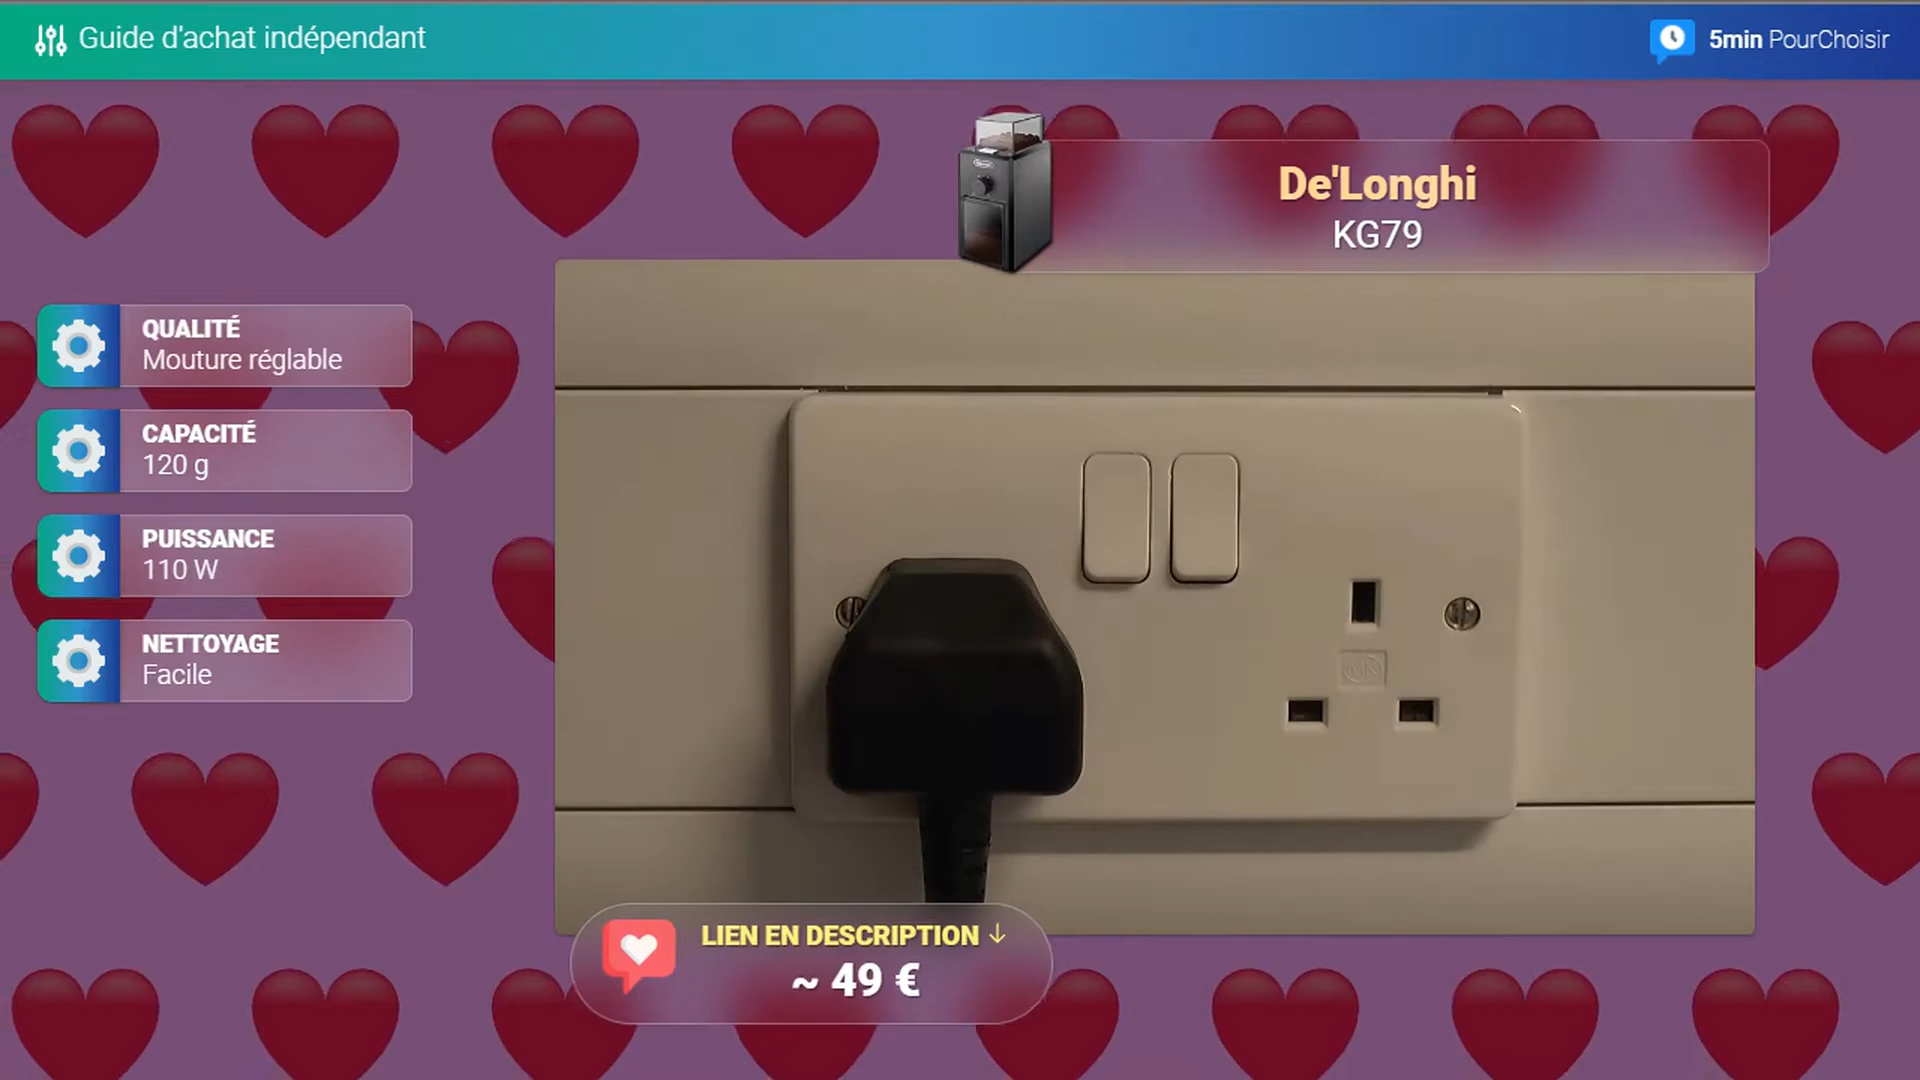 Guide d'achat indépendant
5min PourChoisir
De'Longhi
KG79
QUALITÉ
Mouture réglable
CAPACITÉ
120 g
PUISSANCE
110 W
NETTOYAGE
Facile
LIEN EN DESCRIPTION ↓
~ 49 €